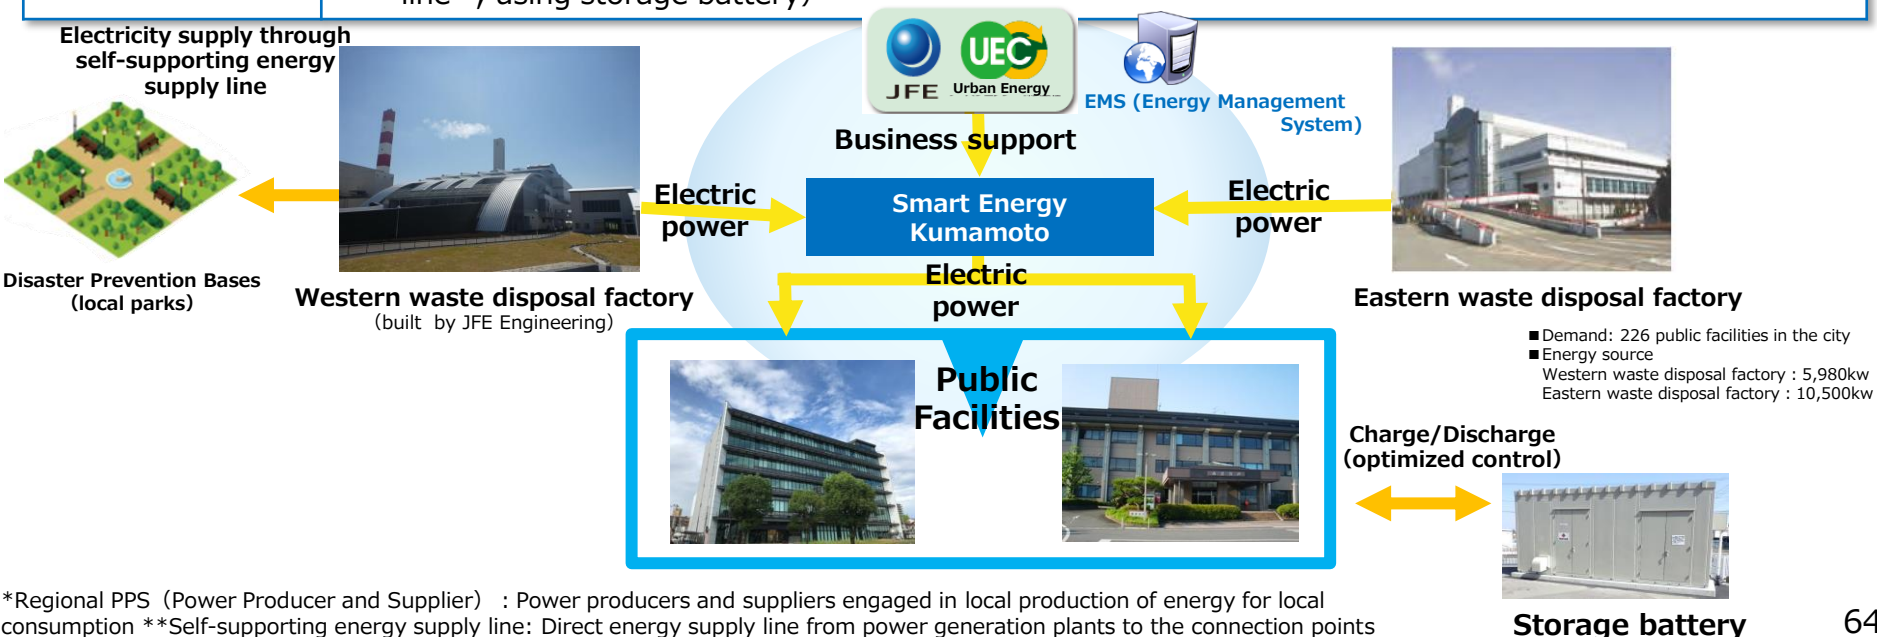 line", using storage battery）
Electricity supply through
self-supporting energy
supply line
JFE
UEC
Urban Energy
EMS (Energy Management
System)
Business support
Electric
power
Smart Energy
Kumamoto
Electric
power
Electric
power
Disaster Prevention Bases
（local parks）
Western waste disposal factory
（built by JFE Engineering）
Eastern waste disposal factory
■Demand: 226 public facilities in the city
■Energy source
Western waste disposal factory : 5,980kw
Eastern waste disposal factory : 10,500kw
Public
Facilities
Charge/Discharge
（optimized control）
Storage battery
*Regional PPS（Power Producer and Supplier） : Power producers and suppliers engaged in local production of energy for local
consumption **Self-supporting energy supply line: Direct energy supply line from power generation plants to the connection points
64